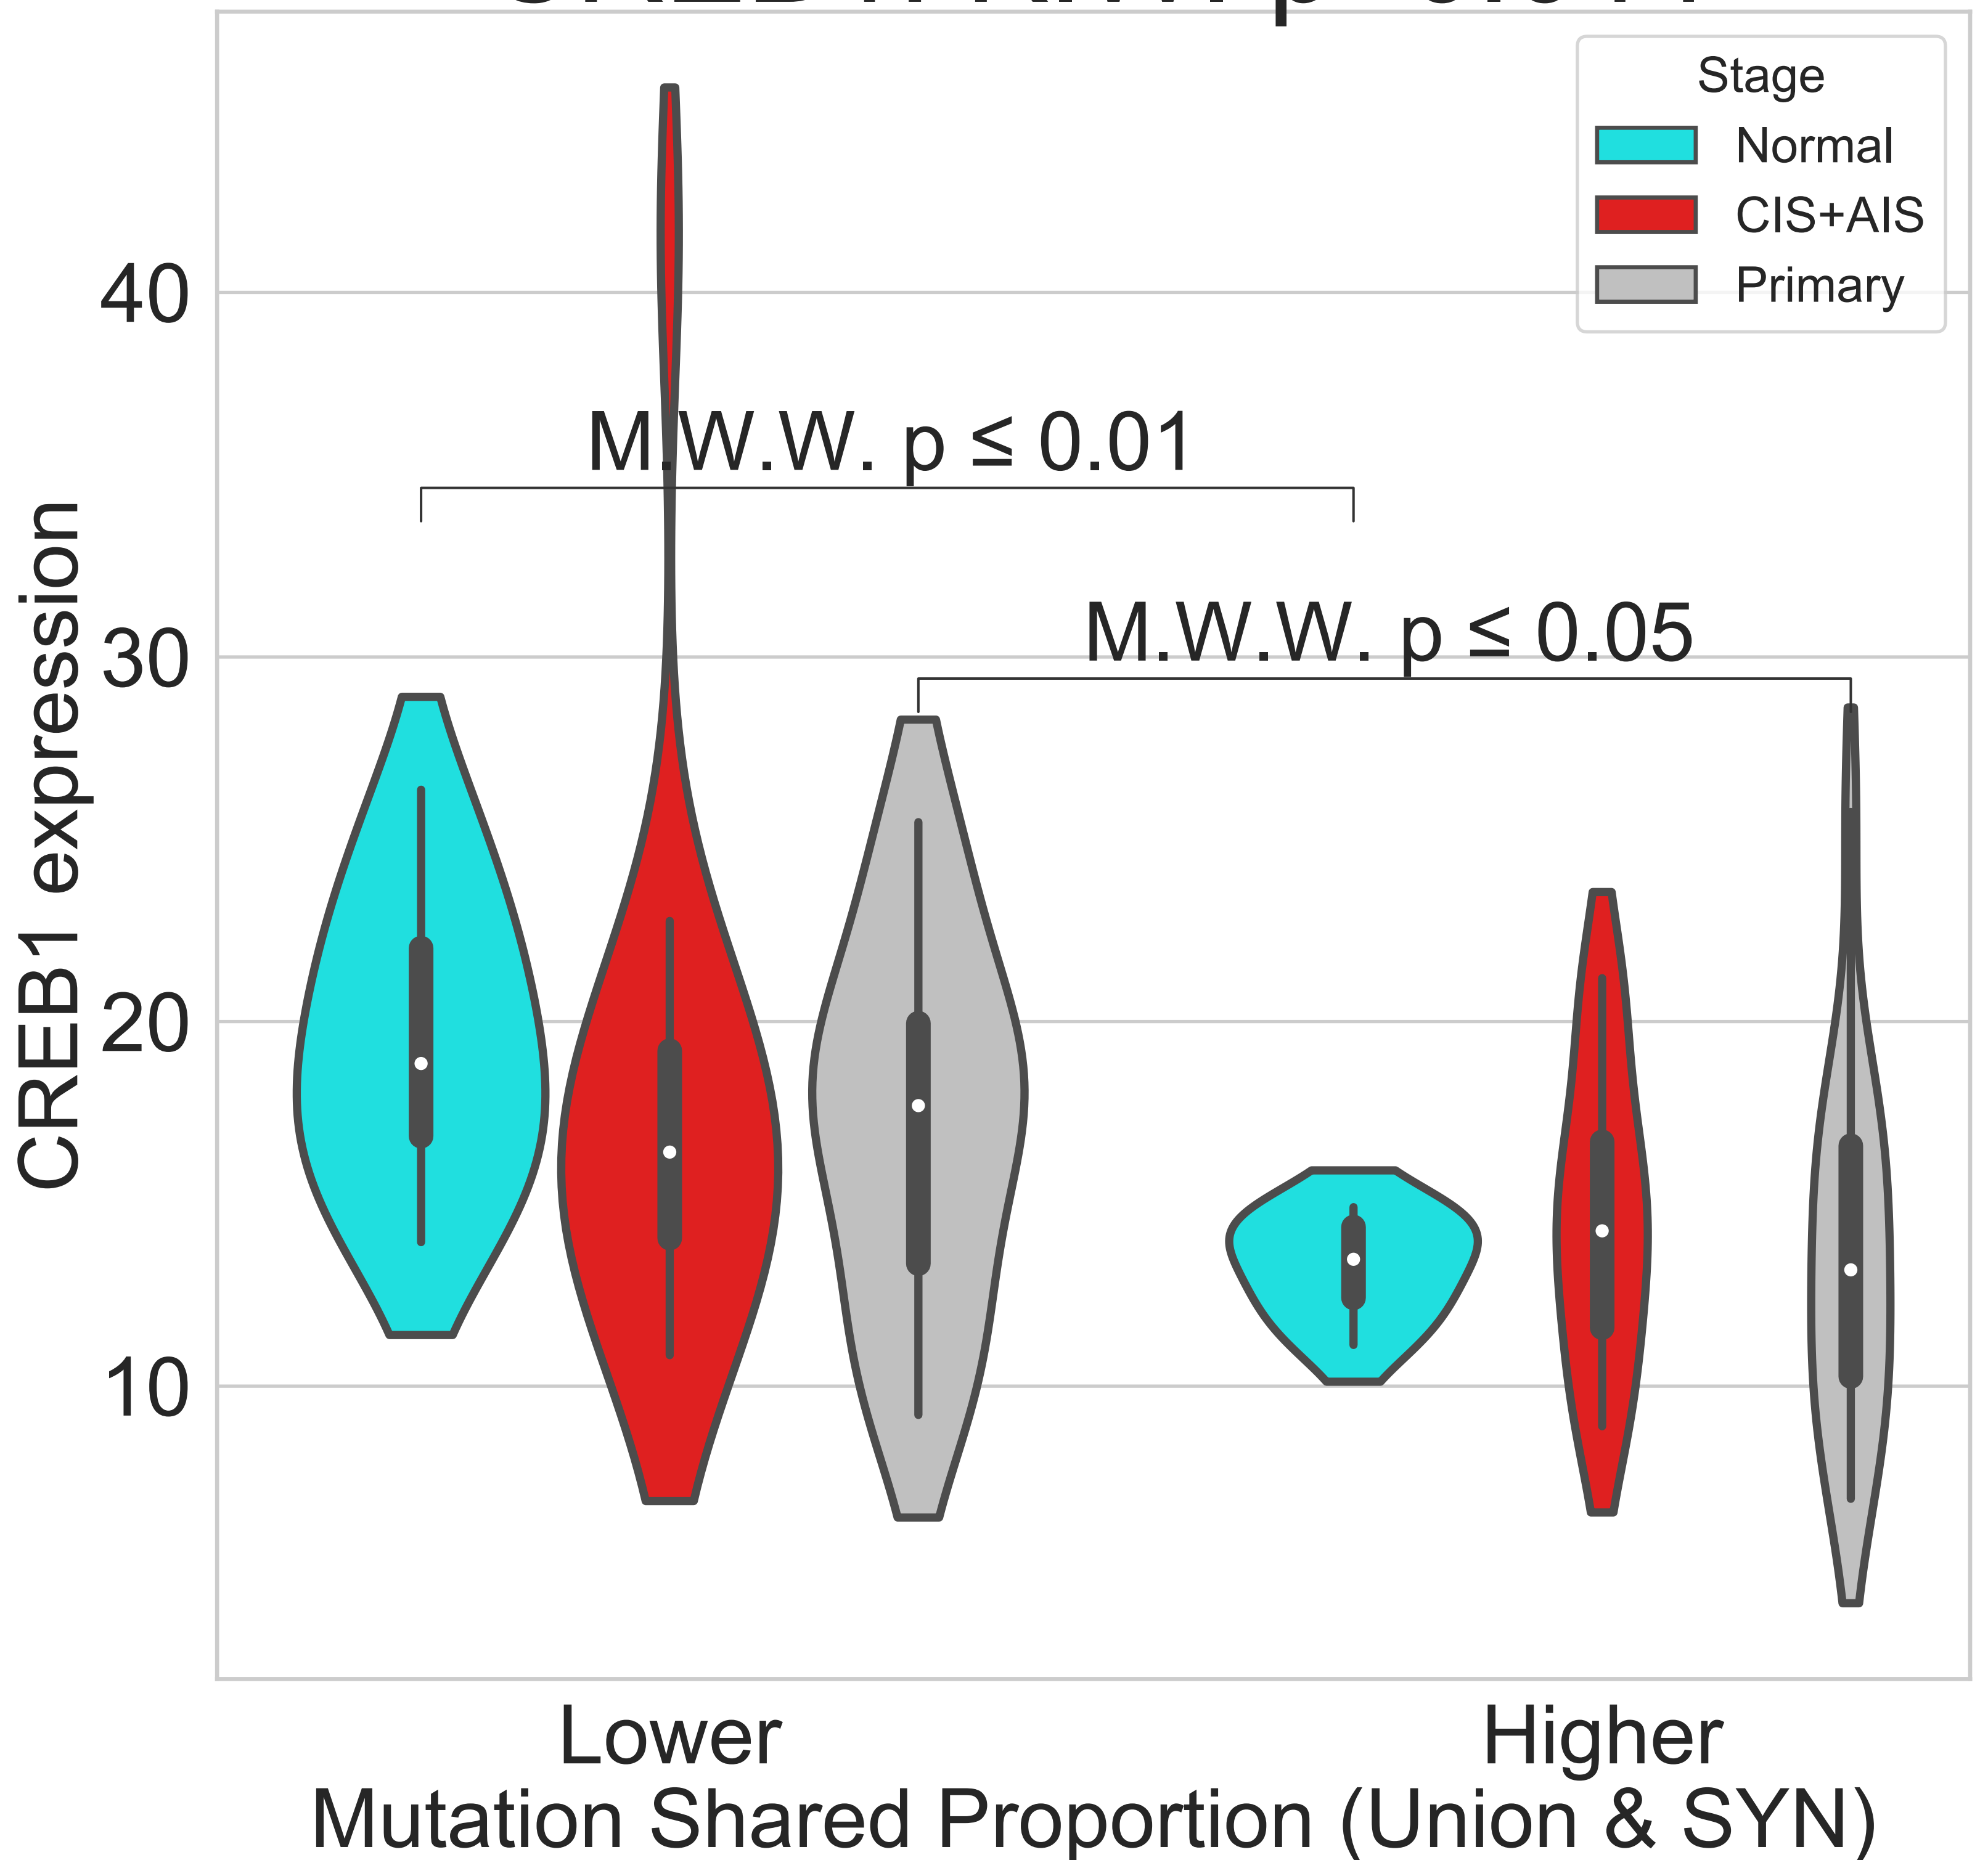 Stage
Normal
CIS+AIS
Primary
40
30
20
10
CREB1 expression
M.W.W. p ≤ 0.01
M.W.W. p ≤ 0.05
Lower
Higher
Mutation Shared Proportion (Union & SYN)